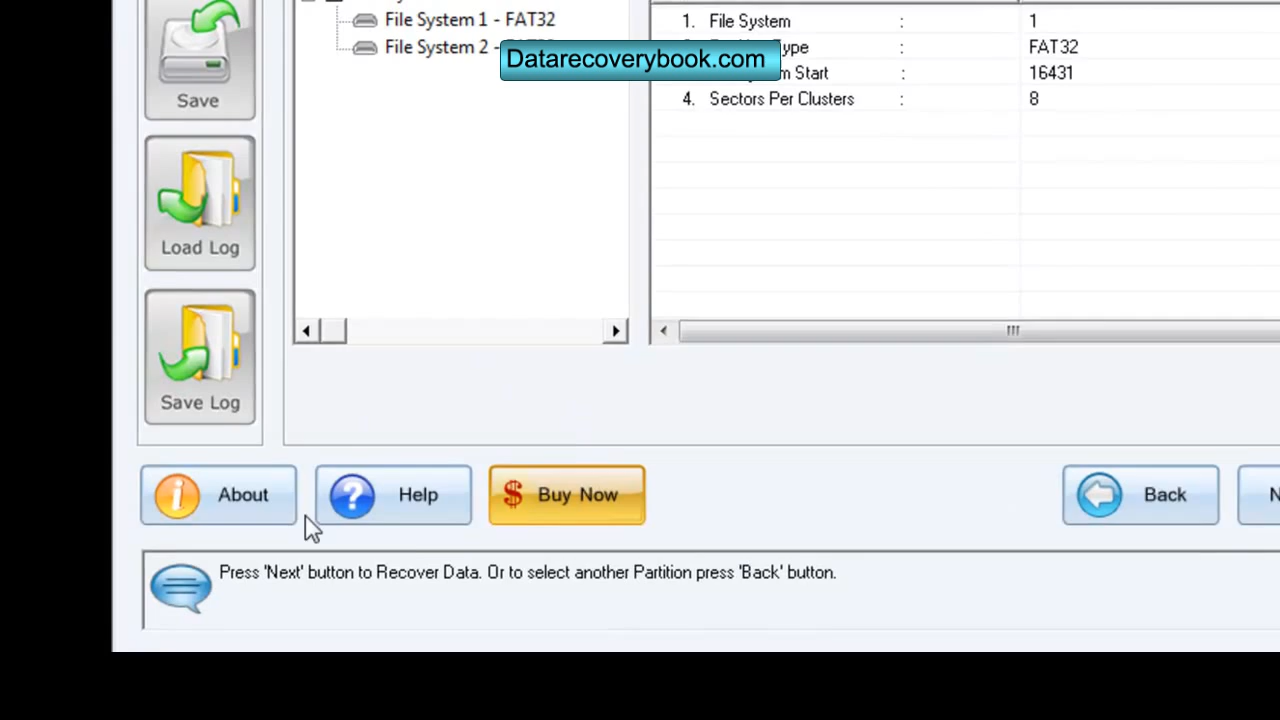 File System 1 - FAT32
1. File System : 1
File System 2 -
Datarecoverybook.com
Type FAT32
Start : 16431
Save
4. Sectors Per Clusters : 8
Load Log
Save Log
About
Help
$ Buy Now
Back
Press 'Next' button to Recover Data. Or to select another Partition press 'Back' button.